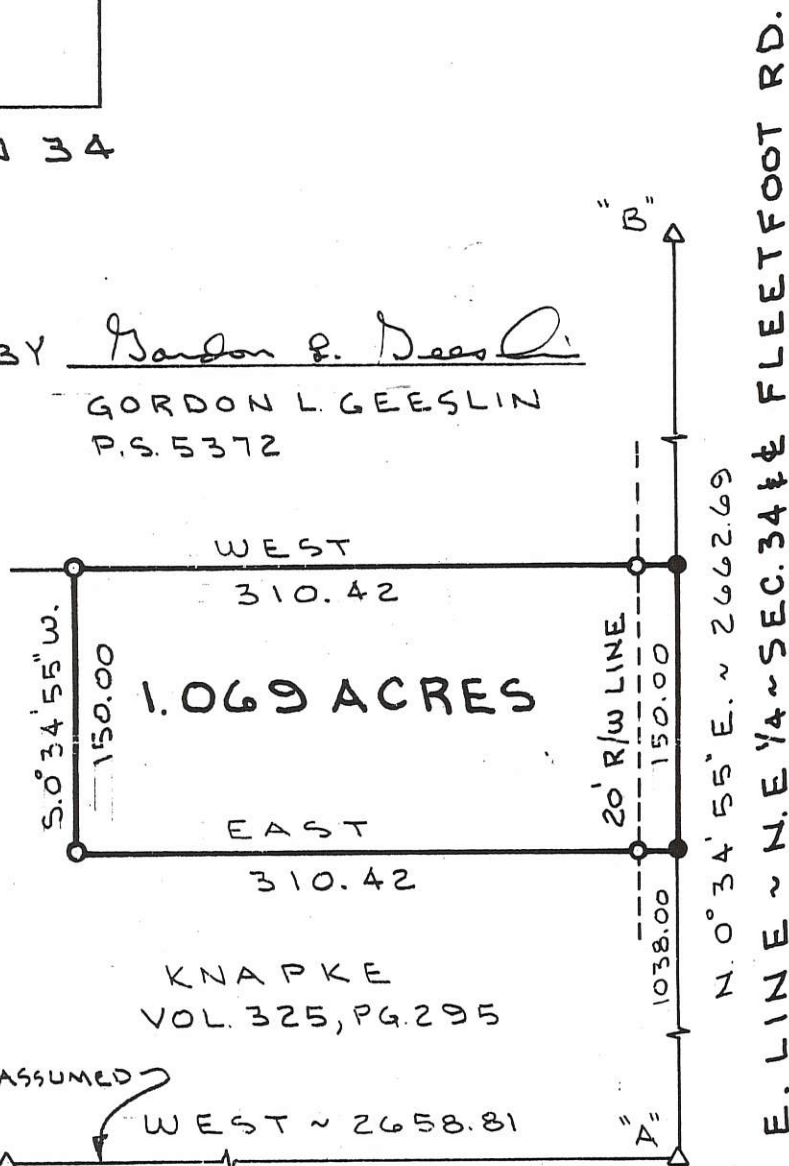 34
"B"
BY Gordon L. Geeslin
GORDON L. GEESLIN
P.S. 5372
WEST
310.42
S.0°34'55"W.
150.00
1.069 ACRES
20' R/W LINE
150.00
EAST
310.42
1038.00
N.0°34'55"E. ~ 2662.69
E. LINE ~ N.E 1/4 ~ SEC. 34 & ℄ FLEETFOOT RD.
KNAPKE
VOL. 325, PG. 295
ASSUMED
WEST ~ 2658.81
"A"